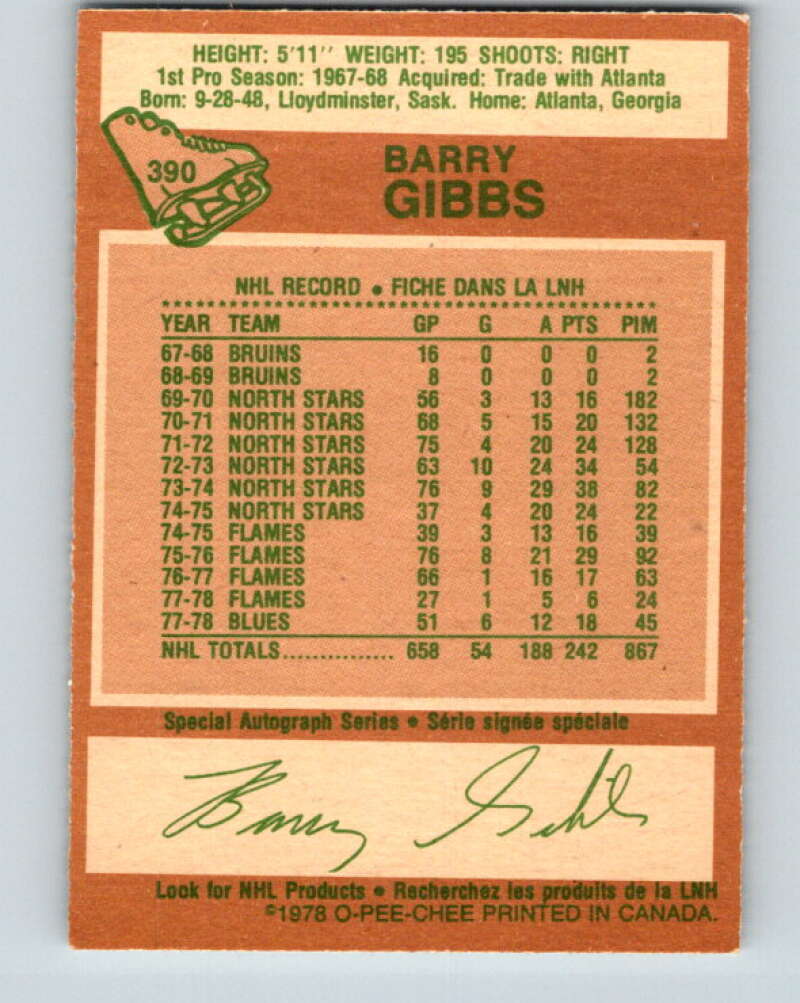 HEIGHT: 5'11'' WEIGHT: 195 SHOOTS: RIGHT
1st Pro Season: 1967-68 Acquired: Trade with Atlanta
Born: 9-28-48, Lloydminster, Sask. Home: Atlanta, Georgia
390
BARRY
GIBBS
NHL RECORD • FICHE DANS LA LNH
YEAR TEAM GP G A PTS PIM
67-68 BRUINS 16 0 0 0 2
68-69 BRUINS 8 0 0 0 2
69-70 NORTH STARS 56 3 13 16 182
70-71 NORTH STARS 68 5 15 20 132
71-72 NORTH STARS 75 4 20 24 128
72-73 NORTH STARS 63 10 24 34 54
73-74 NORTH STARS 76 9 29 38 82
74-75 NORTH STARS 37 4 20 24 22
74-75 FLAMES 39 3 13 16 39
75-76 FLAMES 76 8 21 29 92
76-77 FLAMES 66 1 16 17 63
77-78 FLAMES 27 1 5 6 24
77-78 BLUES 51 6 12 18 45
NHL TOTALS................ 658 54 188 242 867
Special Autograph Series • Série signée spéciale
Barry Gibbs
Look for NHL Products • Recherchez les produits de la LNH
©1978 O-PEE-CHEE PRINTED IN CANADA.